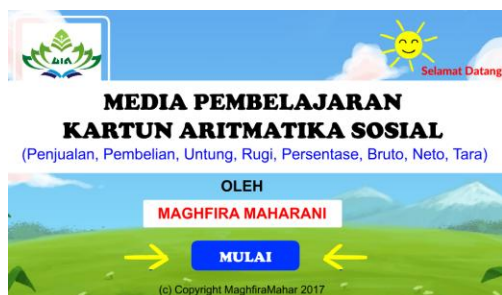 Selamat Datang
MEDIA PEMBELAJARAN
KARTUN ARITMATIKA SOSIAL
(Penjualan, Pembelian, Untung, Rugi, Persentase, Bruto, Neto, Tara)
OLEH
MAGHFIRA MAHARANI
MULAI
(c) Copyright MaghfiraMahar 2017